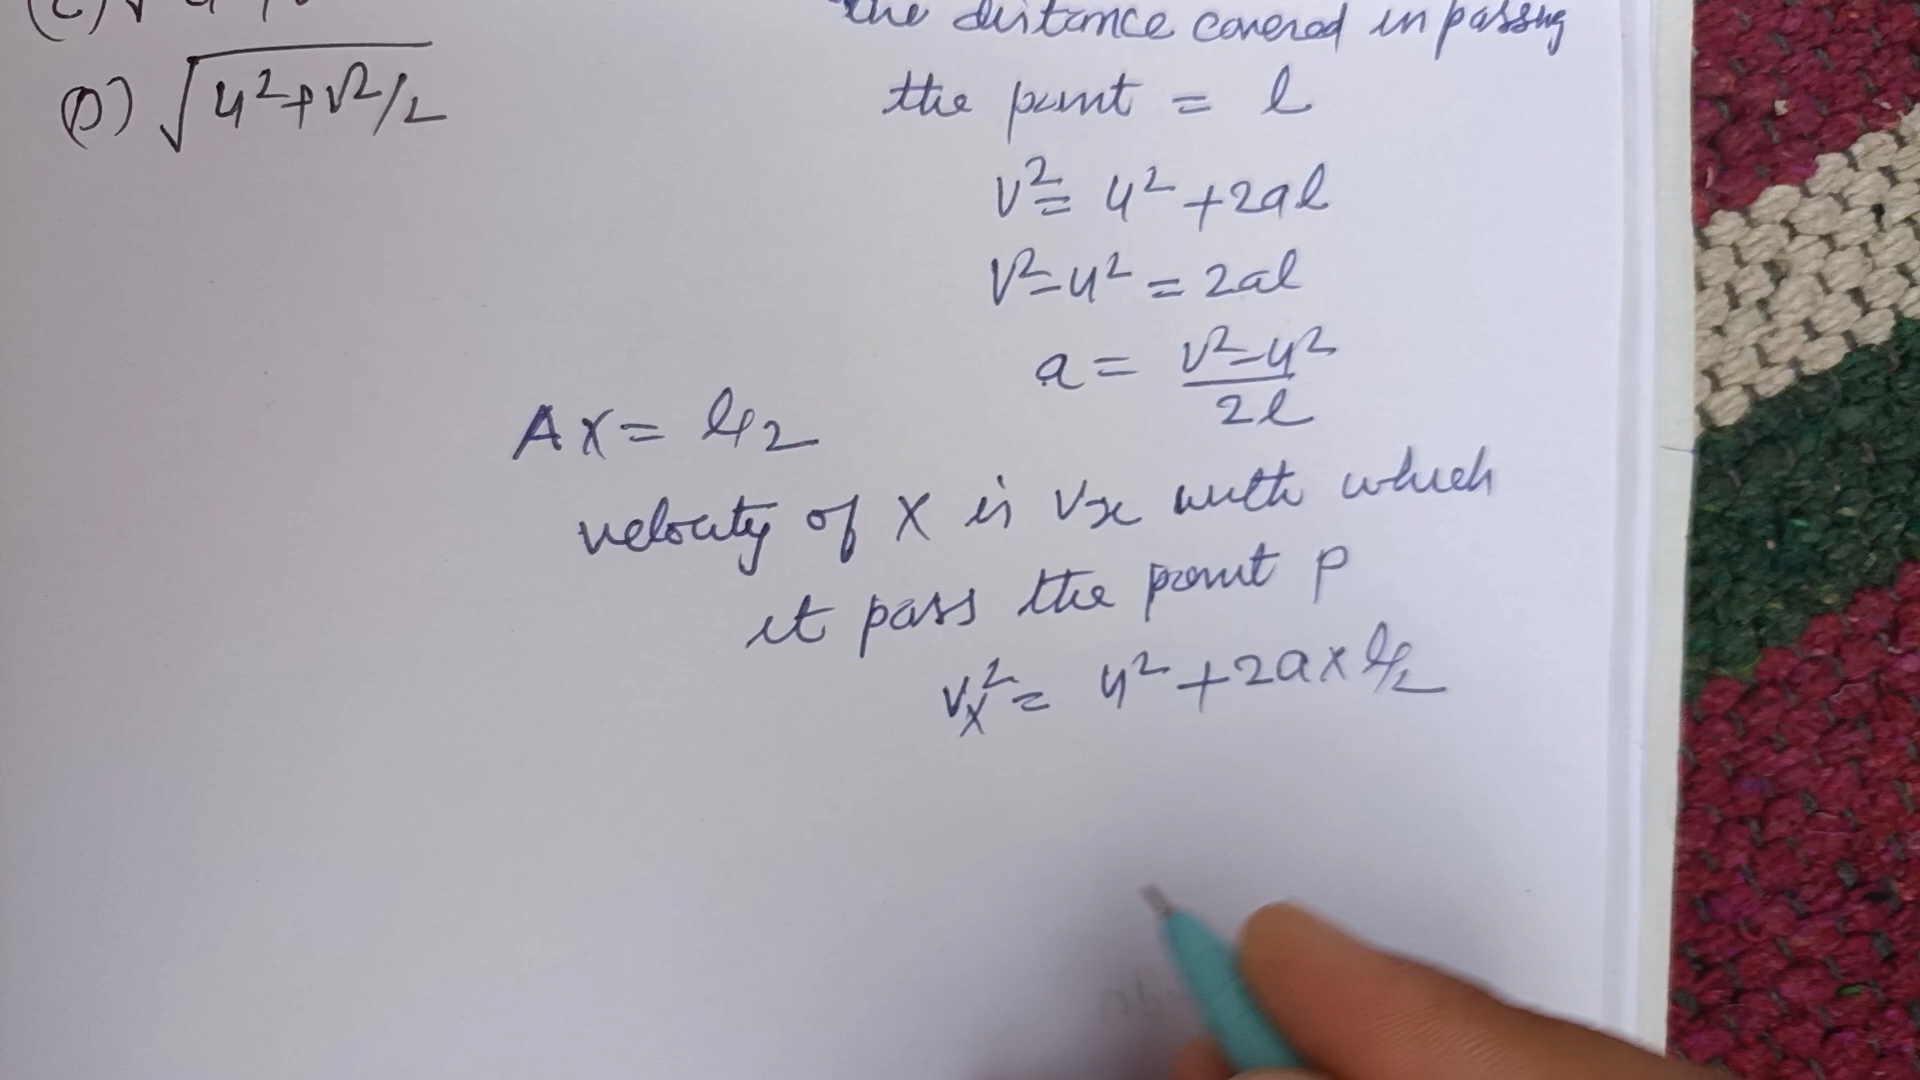 (C) √
(D) √u²+v²/2
the distance covered in passing
the point = l
v² = u² + 2al
v² - u² = 2al
a = v² - u² / 2l
AX = l/2
velocity of X is Vx with which
it pass the point P
Vx² = u² + 2a x l/2